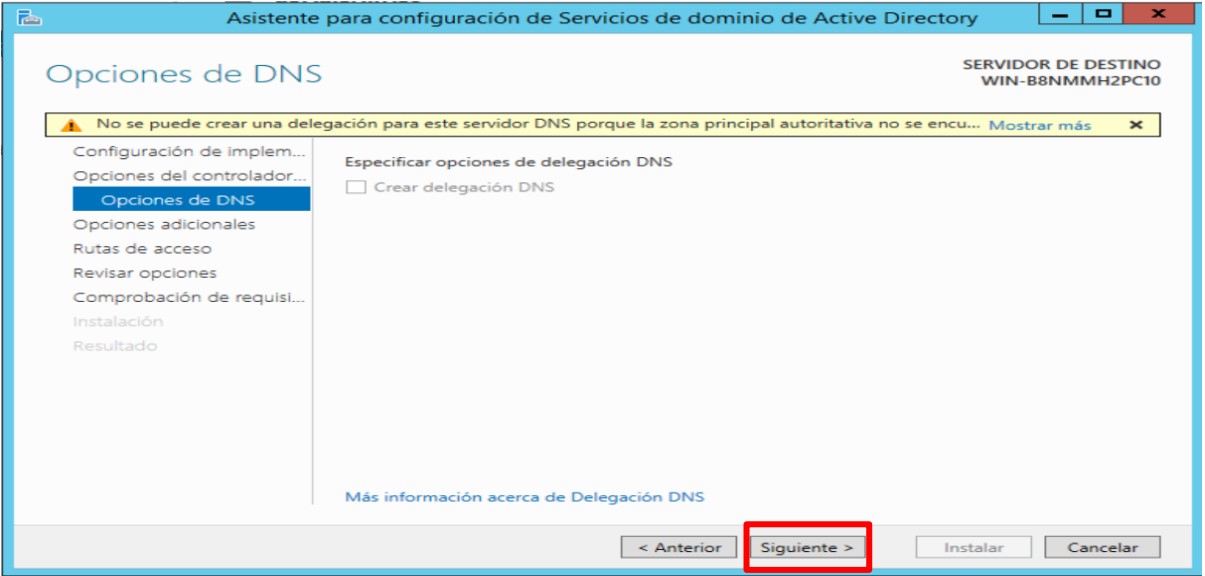 Asistente para configuración de Servicios de dominio de Active Directory
Opciones de DNS
SERVIDOR DE DESTINO
WIN-B8NMMH2PC10
No se puede crear una delegación para este servidor DNS porque la zona principal autoritativa no se encu... Mostrar más
Configuración de implem...
Opciones del controlador...
Opciones de DNS
Opciones adicionales
Rutas de acceso
Revisar opciones
Comprobación de requisi...
Instalación
Resultado
Especificar opciones de delegación DNS
Crear delegación DNS
Más información acerca de Delegación DNS
< Anterior
Siguiente >
Instalar
Cancelar